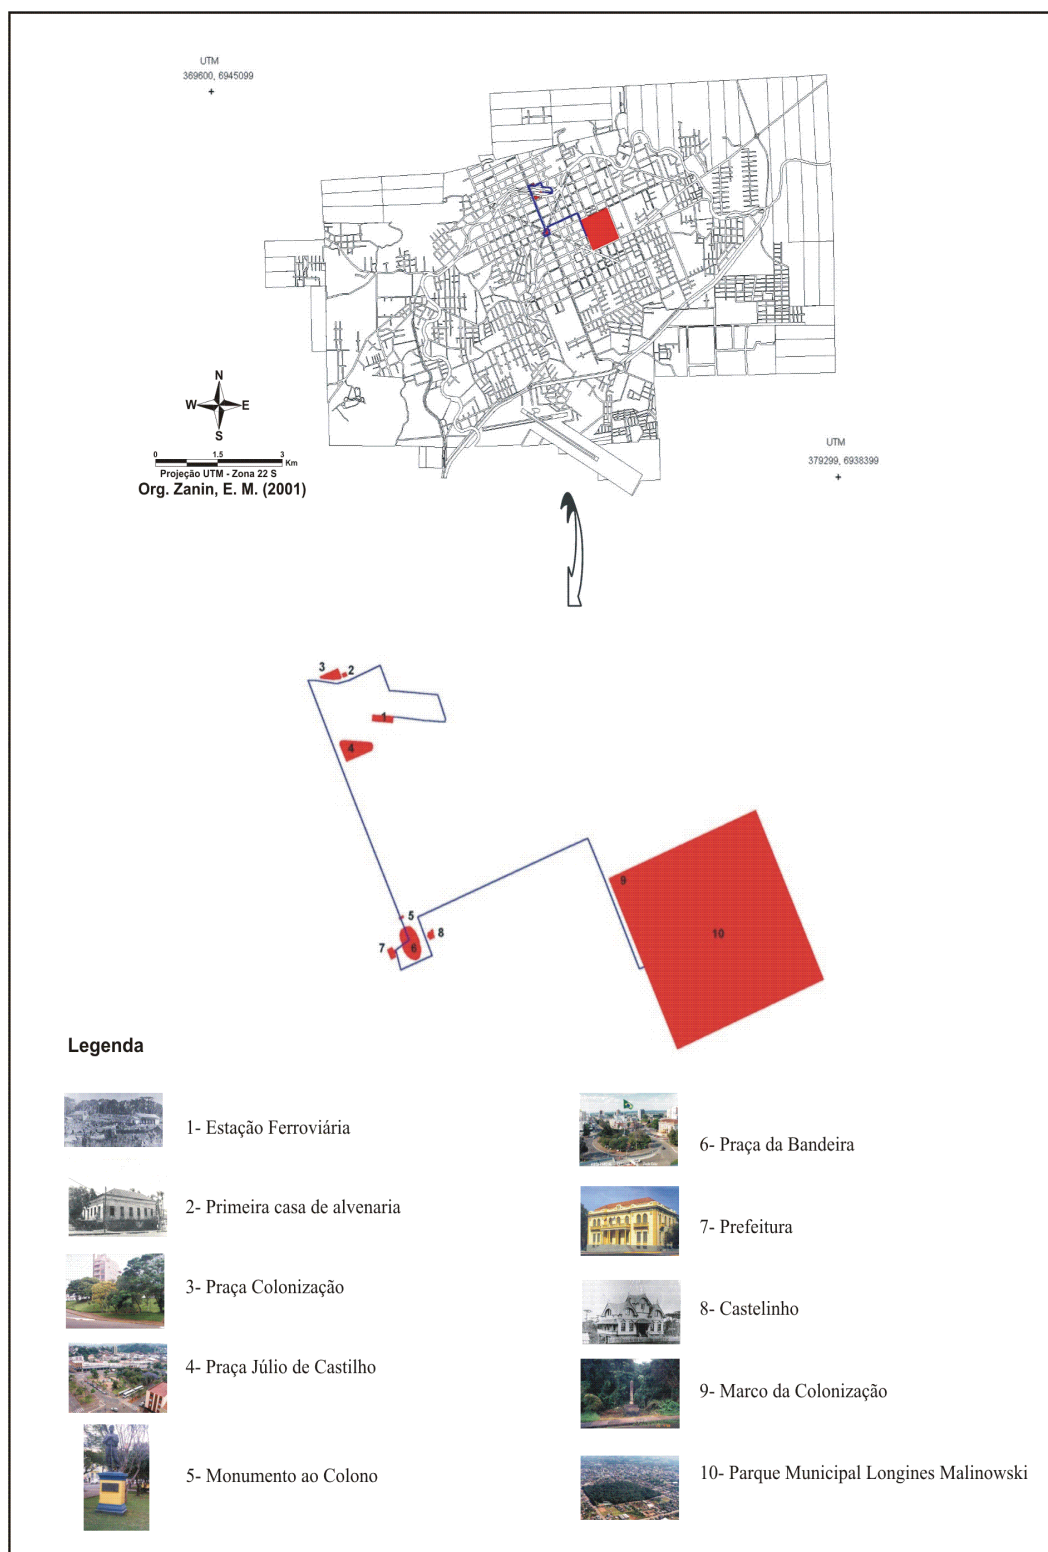 UTM
369600, 6945099
N
W E
S
0 1.5 3
Km
Projeção UTM - Zona 22 S
Org. Zanin, E. M. (2001)
UTM
379299, 6938399
3 2
1
4
5
6
7
8
9
10
Legenda
1- Estação Ferroviária
2- Primeira casa de alvenaria
3- Praça Colonização
4- Praça Júlio de Castilho
5- Monumento ao Colono
6- Praça da Bandeira
7- Prefeitura
8- Castelinho
9- Marco da Colonização
10- Parque Municipal Longines Malinowski